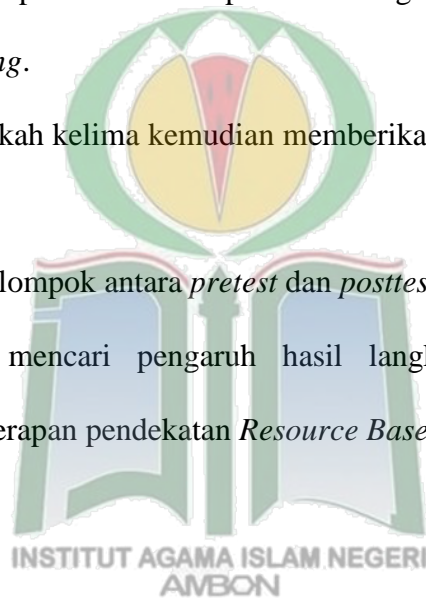 ng.
kah kelima kemudian memberika
lompok antara pretest dan posttes
mencari pengaruh hasil langl
erapan pendekatan Resource Base
INSTITUT AGAMA ISLAM NEGERI
AMBON